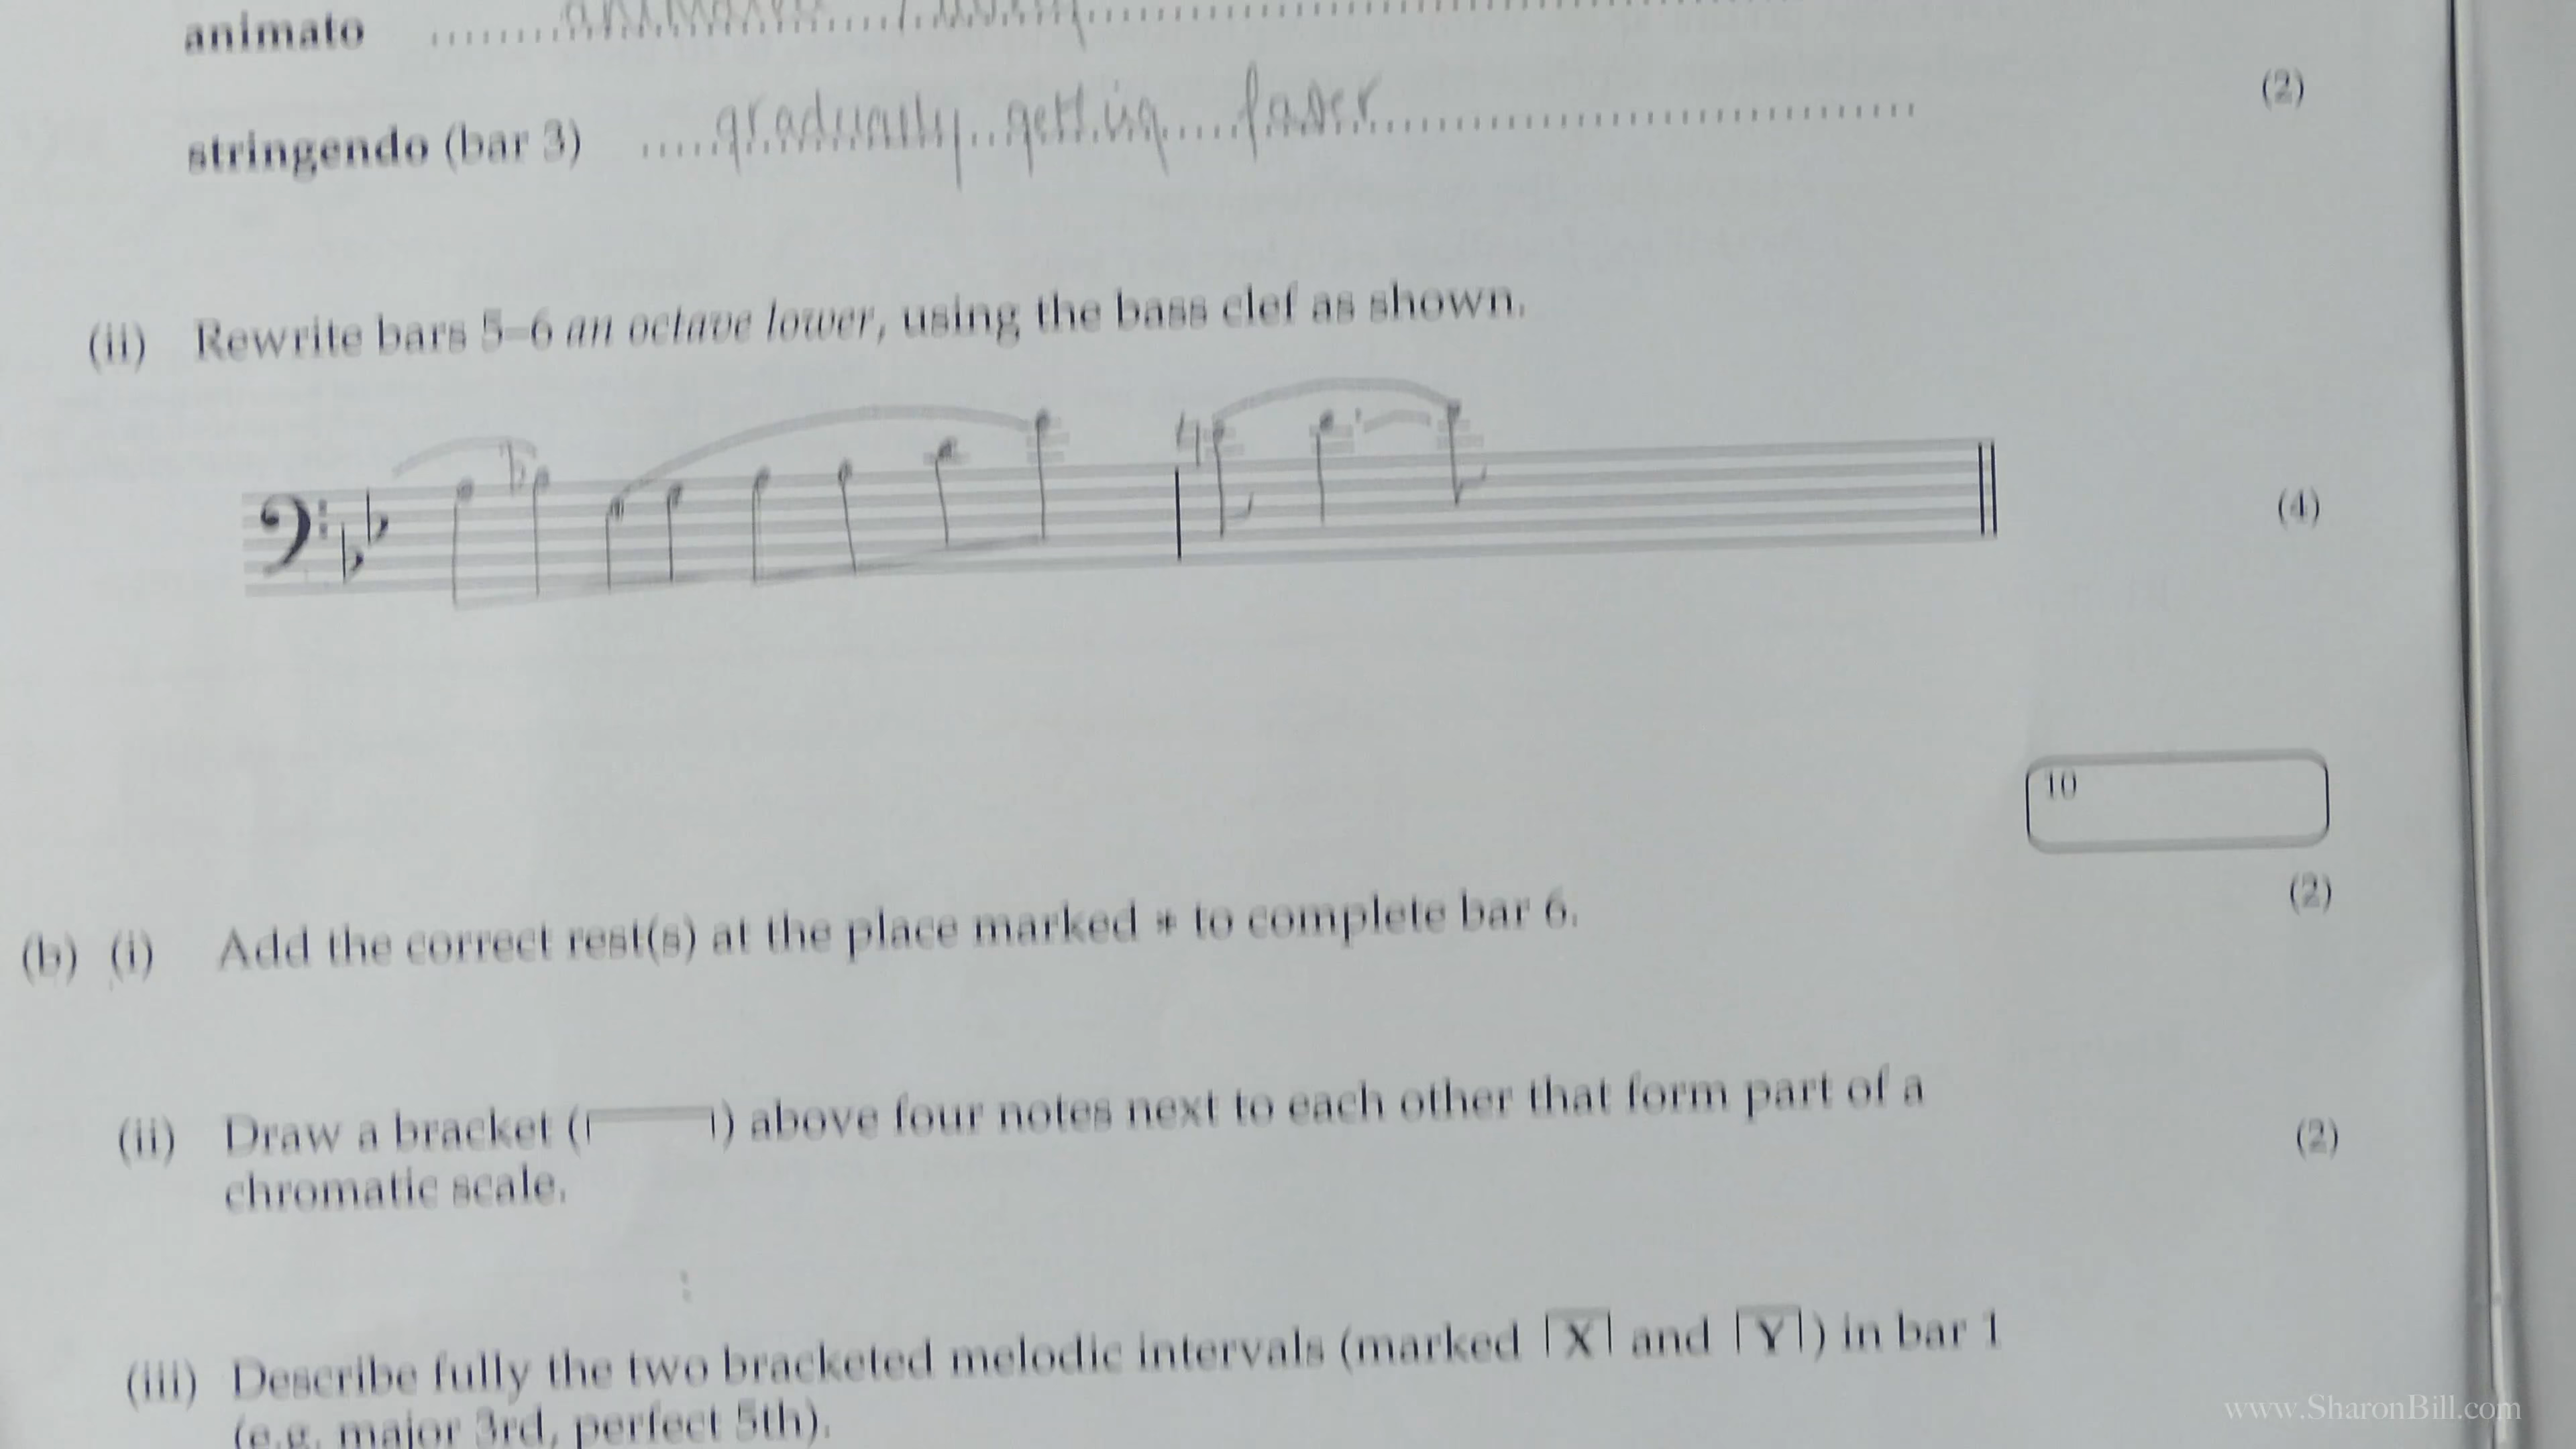 animato
(2)
stringendo (bar 3) gradually getting faser
(ii) Rewrite bars 5–6 an octave lower, using the bass clef as shown.
(4)
10
(2)
(b) (i) Add the correct rest(s) at the place marked * to complete bar 6.
(ii) Draw a bracket (┌──┐) above four notes next to each other that form part of a
chromatic scale.
(2)
(iii) Describe fully the two bracketed melodic intervals (marked X and Y) in bar 1
(e.g. major 3rd, perfect 5th).
www.SharonBill.com